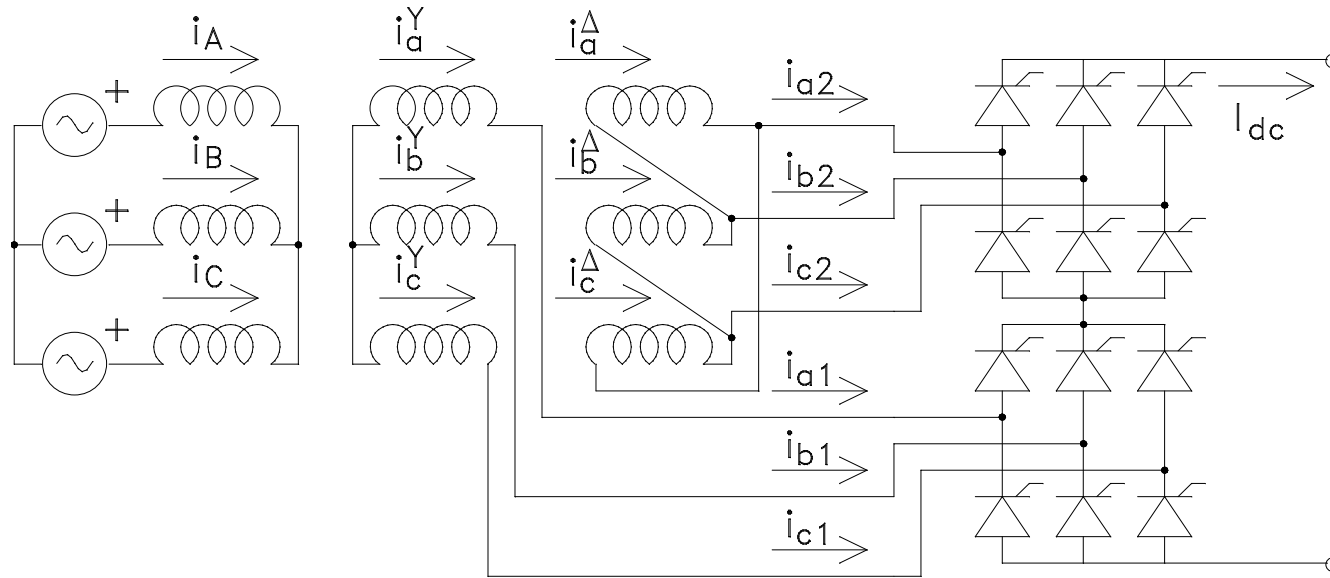 + i_A i_a^Y i_a^Δ i_a2 I_dc
+ i_B i_b^Y i_b^Δ i_b2
+ i_C i_c^Y i_c^Δ i_c2
i_a1
i_b1
i_c1